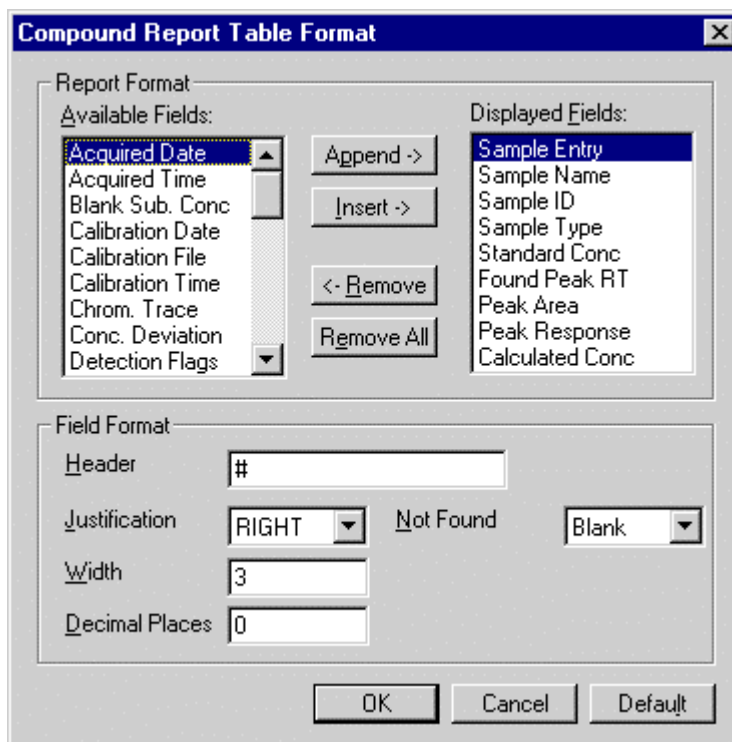 Compound Report Table Format
Report Format
Available Fields:
Acquired Date
Acquired Time
Blank Sub. Conc
Calibration Date
Calibration File
Calibration Time
Chrom. Trace
Conc. Deviation
Detection Flags
Append ->
Insert ->
<- Remove
Remove All
Displayed Fields:
Sample Entry
Sample Name
Sample ID
Sample Type
Standard Conc
Found Peak RT
Peak Area
Peak Response
Calculated Conc
Field Format
Header #
Justification RIGHT Not Found Blank
Width 3
Decimal Places 0
OK Cancel Default